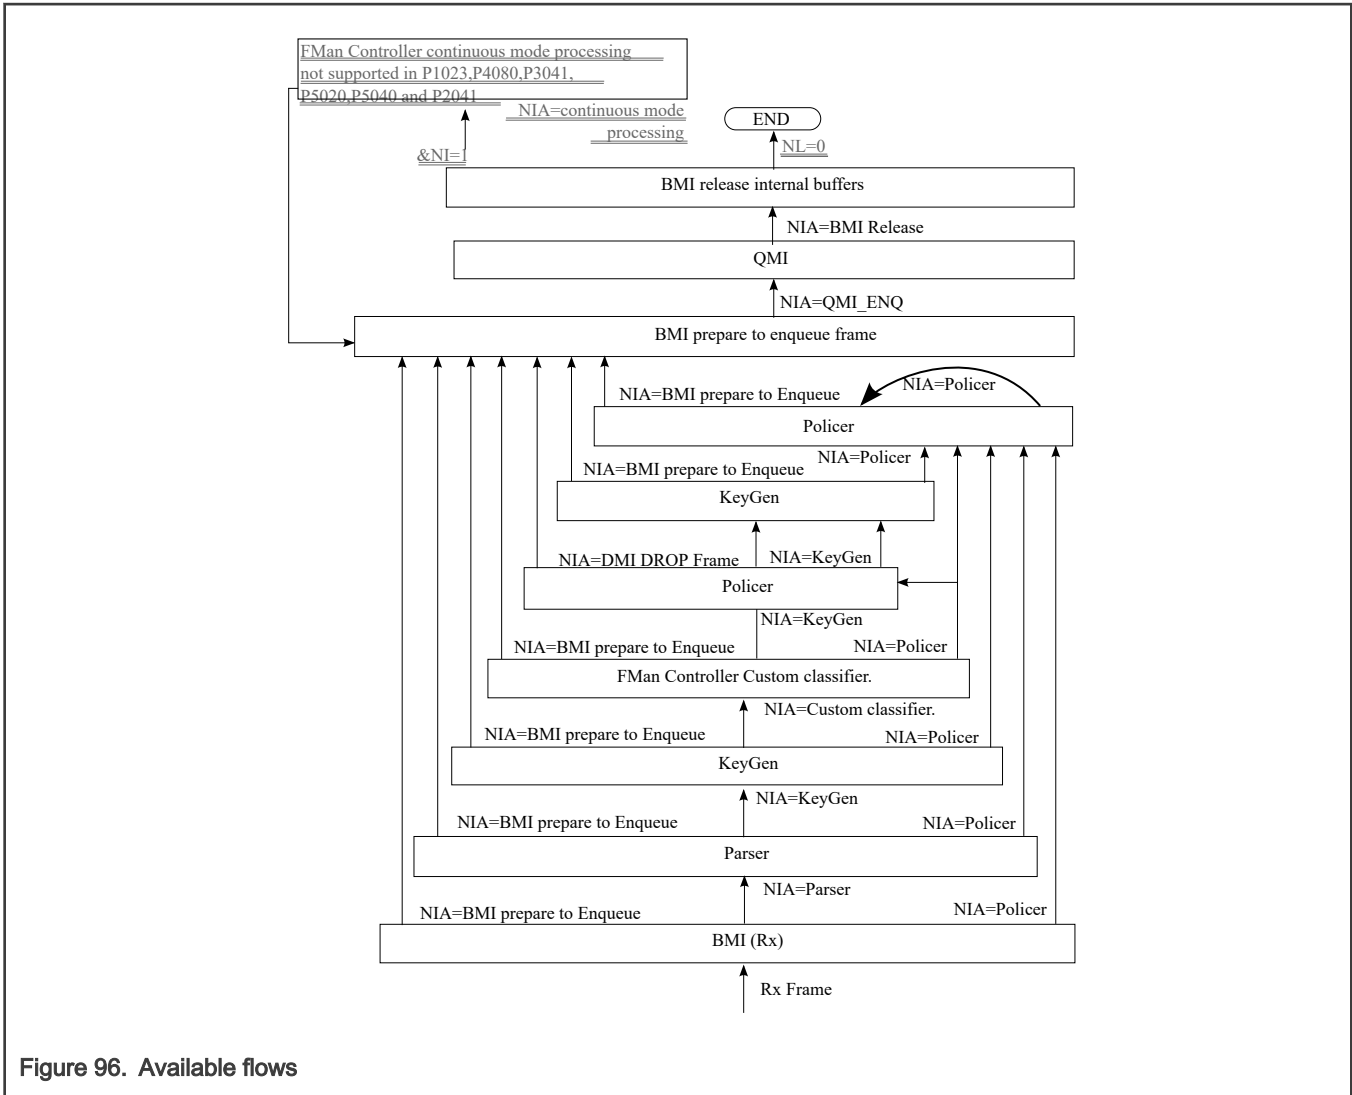 FMan Controller continuous mode processing
not supported in P1023,P4080,P3041,
P5020,P5040 and P2041
NIA=continuous mode
processing
END
&NI=1
NL=0
BMI release internal buffers
NIA=BMI Release
QMI
NIA=QMI_ENQ
BMI prepare to enqueue frame
NIA=Policer
NIA=BMI prepare to Enqueue
Policer
NIA=Policer
NIA=BMI prepare to Enqueue
KeyGen
NIA=DMI DROP Frame
NIA=KeyGen
Policer
NIA=KeyGen
NIA=BMI prepare to Enqueue
NIA=Policer
FMan Controller Custom classifier.
NIA=Custom classifier.
NIA=BMI prepare to Enqueue
NIA=Policer
KeyGen
NIA=KeyGen
NIA=BMI prepare to Enqueue
NIA=Policer
Parser
NIA=Parser
NIA=BMI prepare to Enqueue
NIA=Policer
BMI (Rx)
Rx Frame
Figure 96. Available flows